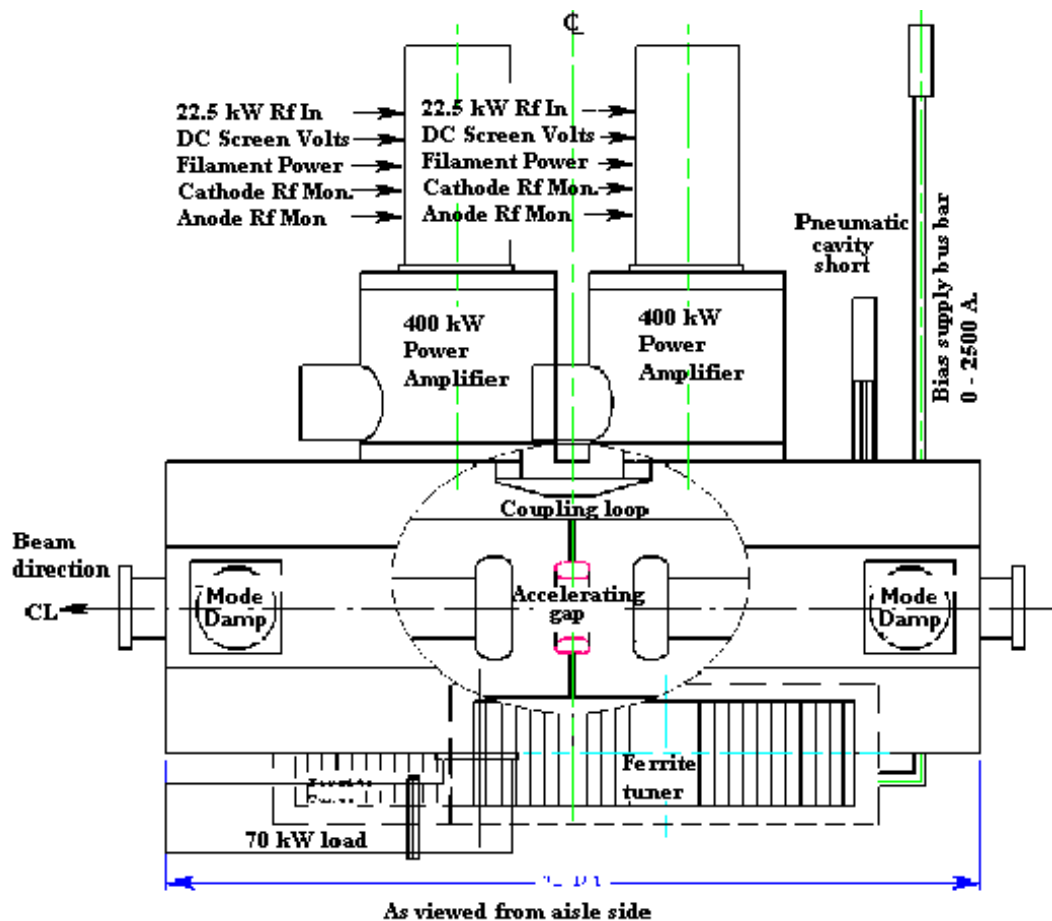 ℄
22.5 kW Rf In
DC Screen Volts
Filament Power
Cathode Rf Mon.
Anode Rf Mon
22.5 kW Rf In
DC Screen Volts
Filament Power
Cathode Rf Mon.
Anode Rf Mon
Pneumatic
cavity
short
Bias supply bus bar
0 - 2500 A.
400 kW
Power
Amplifier
400 kW
Power
Amplifier
Coupling loop
Beam
direction
CL
Mode
Damp
Accelerating
gap
Mode
Damp
Ferrite
tuner
70 kW load
As viewed from aisle side